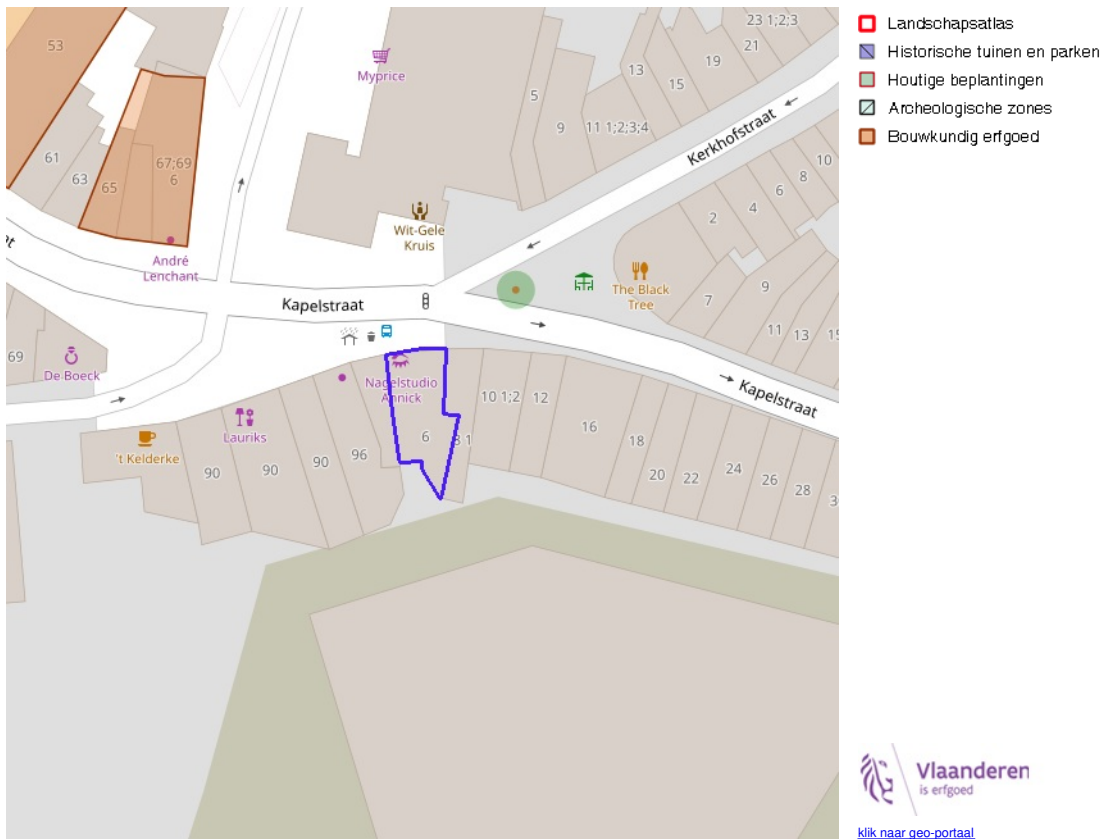 53
Myprice
23 1;2;3
21
19
13
15
5
9
11 1;2;3;4
Kerkhofstraat
61
63
65
67;69
6
10
8
6
4
2
Wit-Gele
Kruis
André
Lenchant
The Black
Tree
7
9
11
13
15
Kapelstraat
69
De Boeck
Nagelstudio
Annick
Kapelstraat
't Kelderke
Lauriks
90
90
90
96
6
8 1
10 1;2
12
16
18
20
22
24
26
28
Landschapsatlas
Historische tuinen en parken
Houtige beplantingen
Archeologische zones
Bouwkundig erfgoed
Vlaanderen
is erfgoed
klik naar geo-portaal